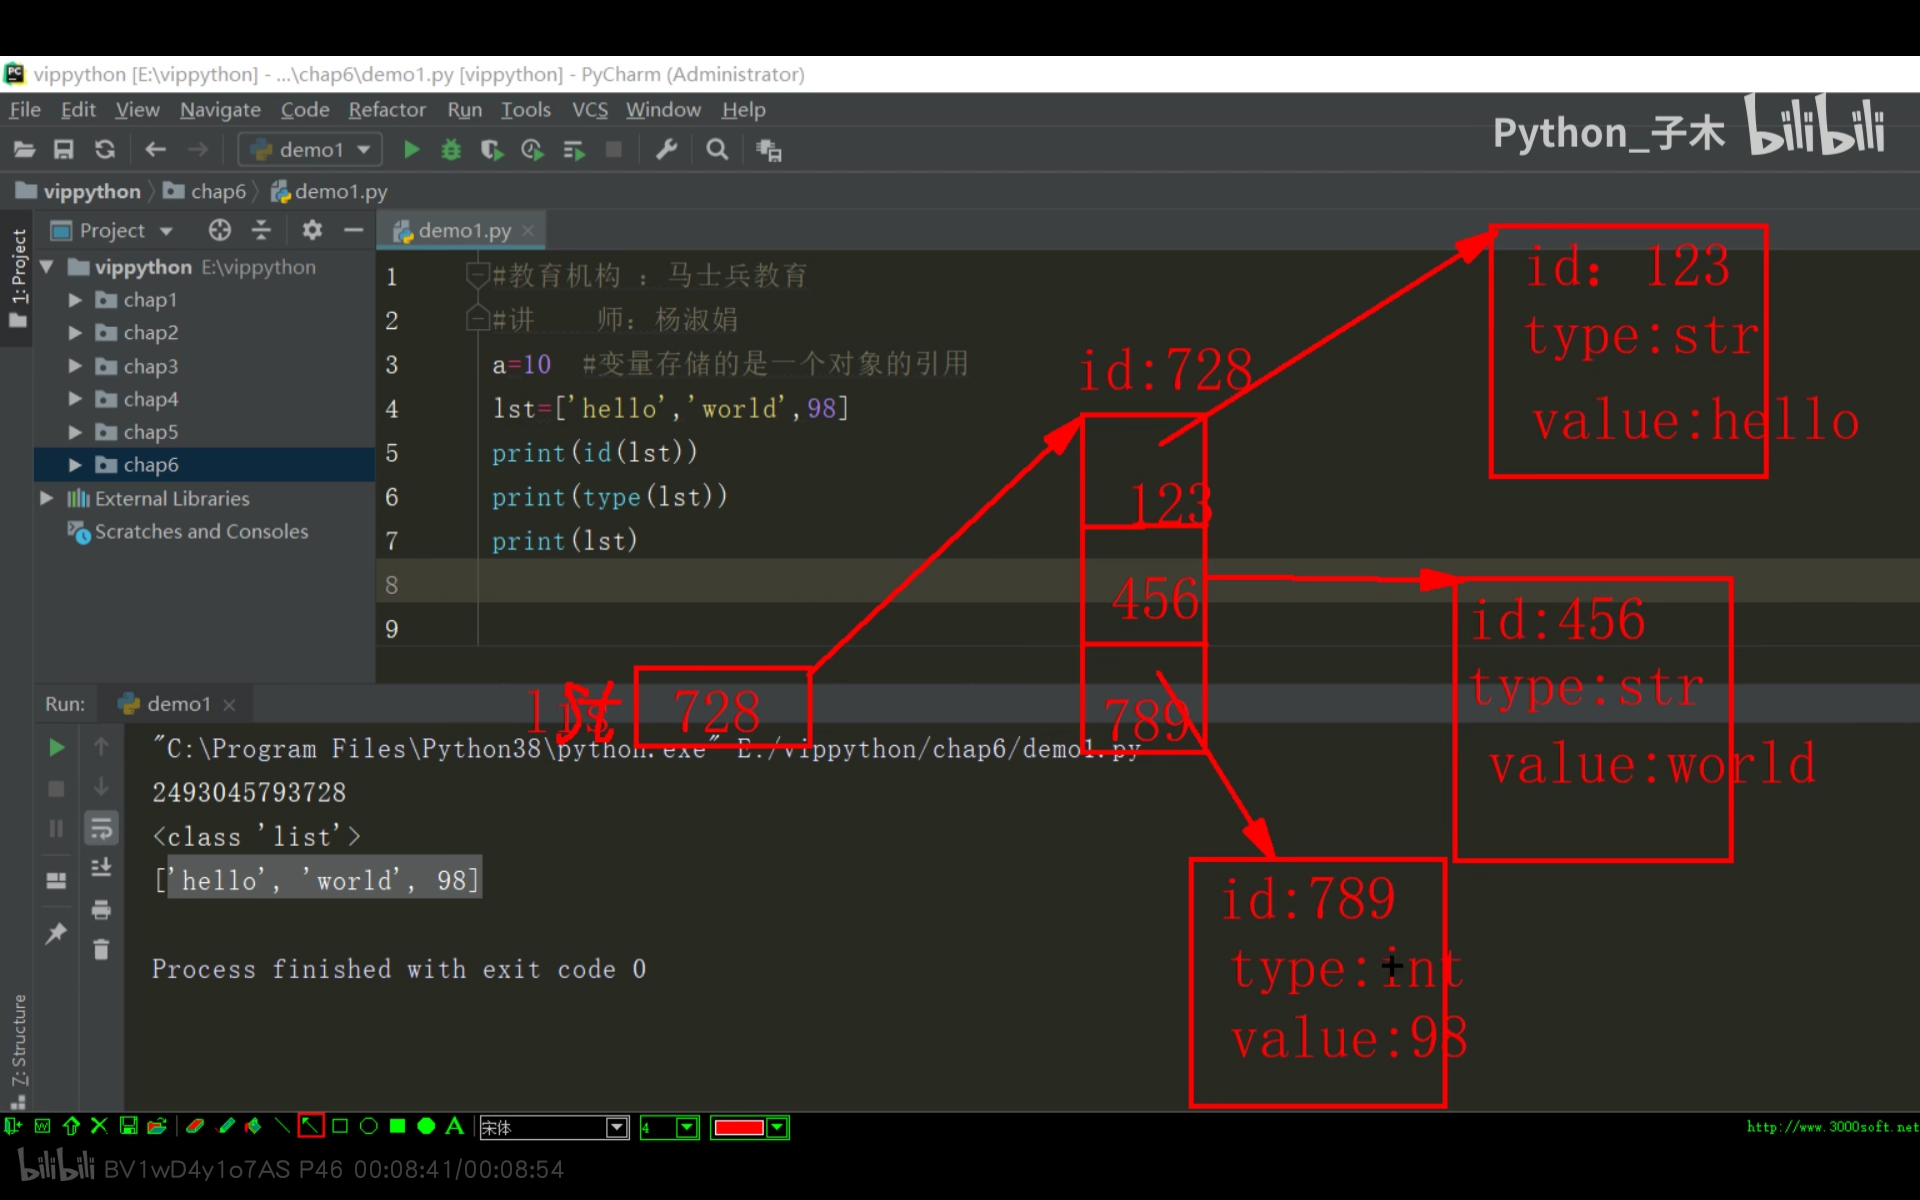 vippython [E:\vippython] - ...\chap6\demo1.py [vippython] - PyCharm (Administrator)
File Edit View Navigate Code Refactor Run Tools VCS Window Help
demo1
Python_子木 bilibili
vippython chap6 demo1.py
1: Project
Project
demo1.py
vippython E:\vippython
chap1
chap2
chap3
chap4
chap5
chap6
External Libraries
Scratches and Consoles
1 #教育机构 ：马士兵教育
2 #讲 师：杨淑娟
3 a=10 #变量存储的是一个对象的引用
4 lst=['hello','world',98]
5 print(id(lst))
6 print(type(lst))
7 print(lst)
8
9
id:728
123
456
789
id: 123
type:str
value:hello
id:456
type:str
value:world
id:789
type:int
value:98
728
Run: demo1
"C:\Program Files\Python38\python.exe" E:/vippython/chap6/demo1.py
2493045793728
<class 'list'>
['hello', 'world', 98]
Process finished with exit code 0
Z: Structure
宋体
4
http://www.3000soft.net
bilibili BV1wD4y1o7AS P46 00:08:41/00:08:54